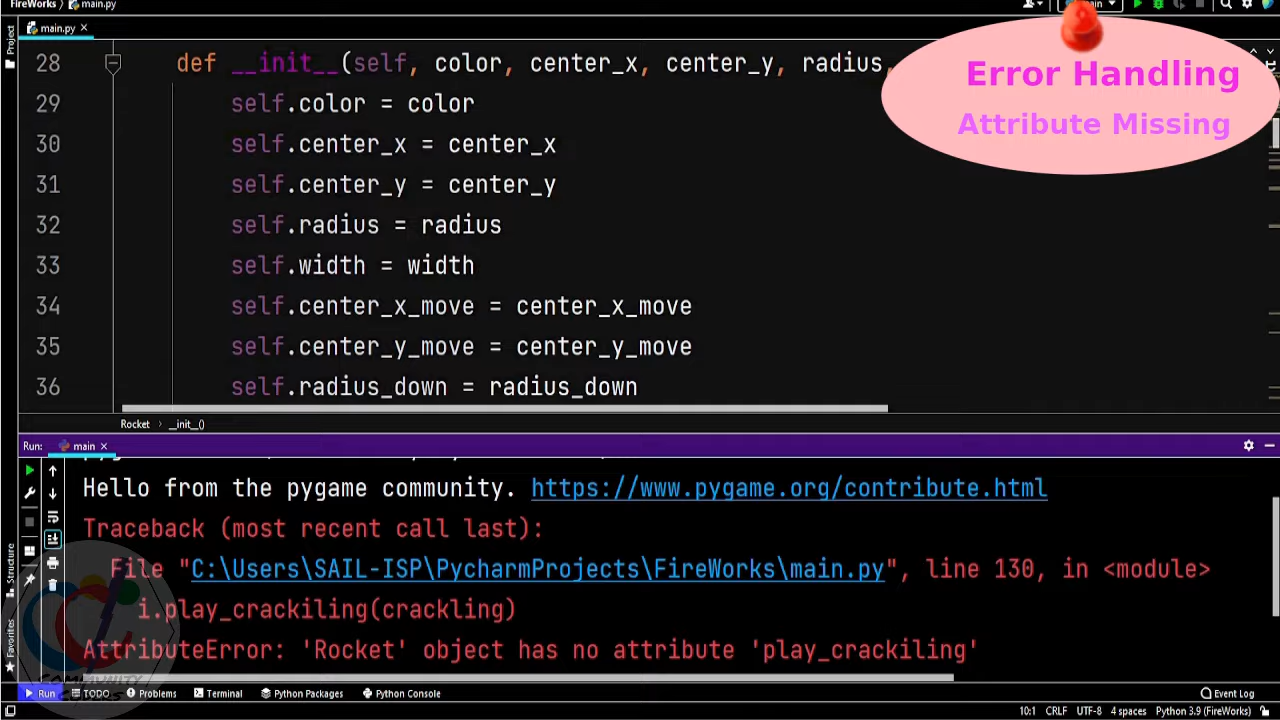 FireWorks main.py
main
Project
main.py
Error Handling
Attribute Missing
28 def __init__(self, color, center_x, center_y, radius,
29 self.color = color
30 self.center_x = center_x
31 self.center_y = center_y
32 self.radius = radius
33 self.width = width
34 self.center_x_move = center_x_move
35 self.center_y_move = center_y_move
36 self.radius_down = radius_down
Rocket › __init__()
Run: main
Hello from the pygame community. https://www.pygame.org/contribute.html
Traceback (most recent call last):
File "C:\Users\SAIL-ISP\PycharmProjects\FireWorks\main.py", line 130, in <module>
i.play_crackiling(crackling)
AttributeError: 'Rocket' object has no attribute 'play_crackiling'
Structure
Favorites
COMMUNITY
Run TODO Problems Terminal Python Packages Python Console Event Log
10:1 CRLF UTF-8 4 spaces Python 3.9 (FireWorks)